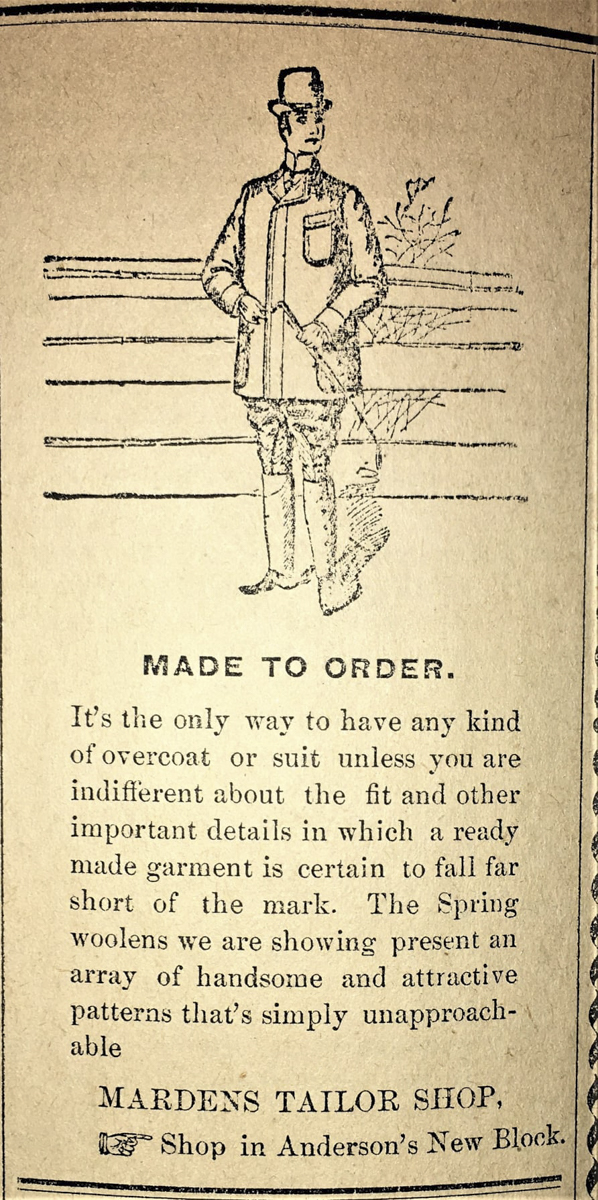 MADE TO ORDER.
It's the only way to have any kind
of overcoat or suit unless you are
indifferent about the fit and other
important details in which a ready
made garment is certain to fall far
short of the mark. The Spring
woolens we are showing present an
array of handsome and attractive
patterns that's simply unapproach-
able
MARDENS TAILOR SHOP,
☞ Shop in Anderson's New Block.